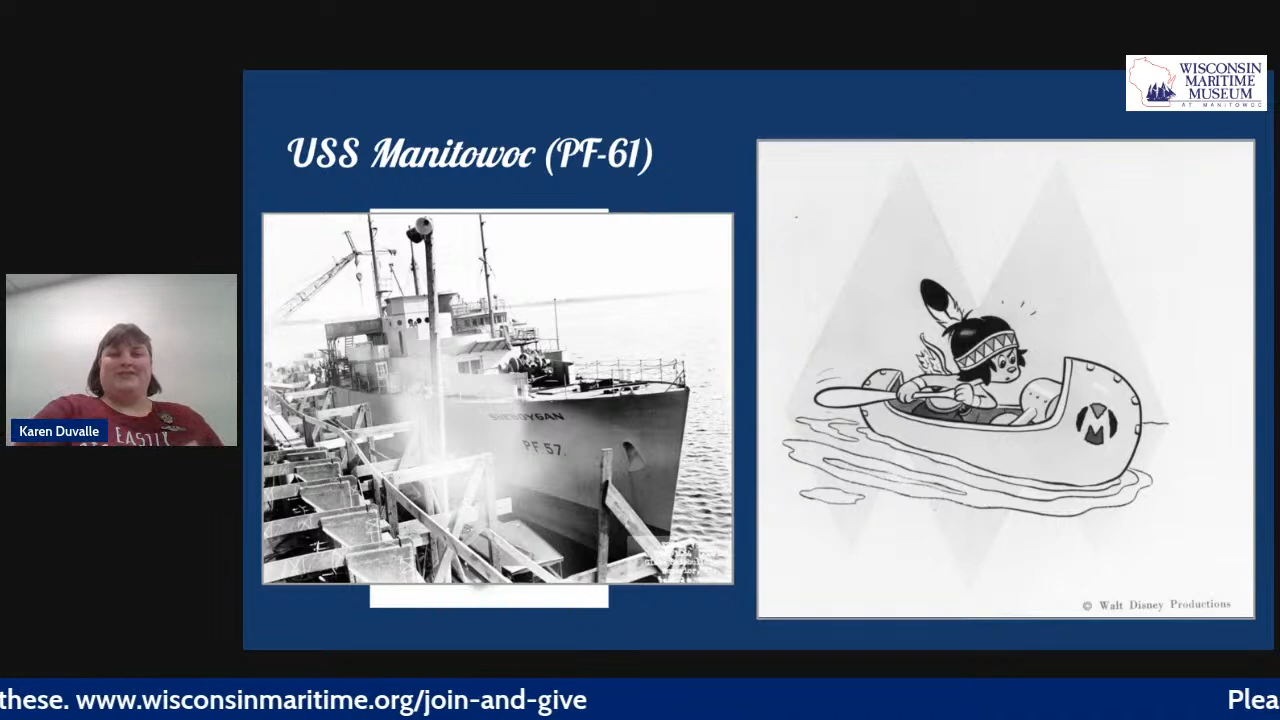 WISCONSIN
MARITIME
MUSEUM
AT MANITOWOC
USS Manitowoc (PF-61)
SHEBOYGAN
PF 57
M
© Walt Disney Productions
Karen Duvalle
EASTL
these. www.wisconsinmaritime.org/join-and-give
Plea